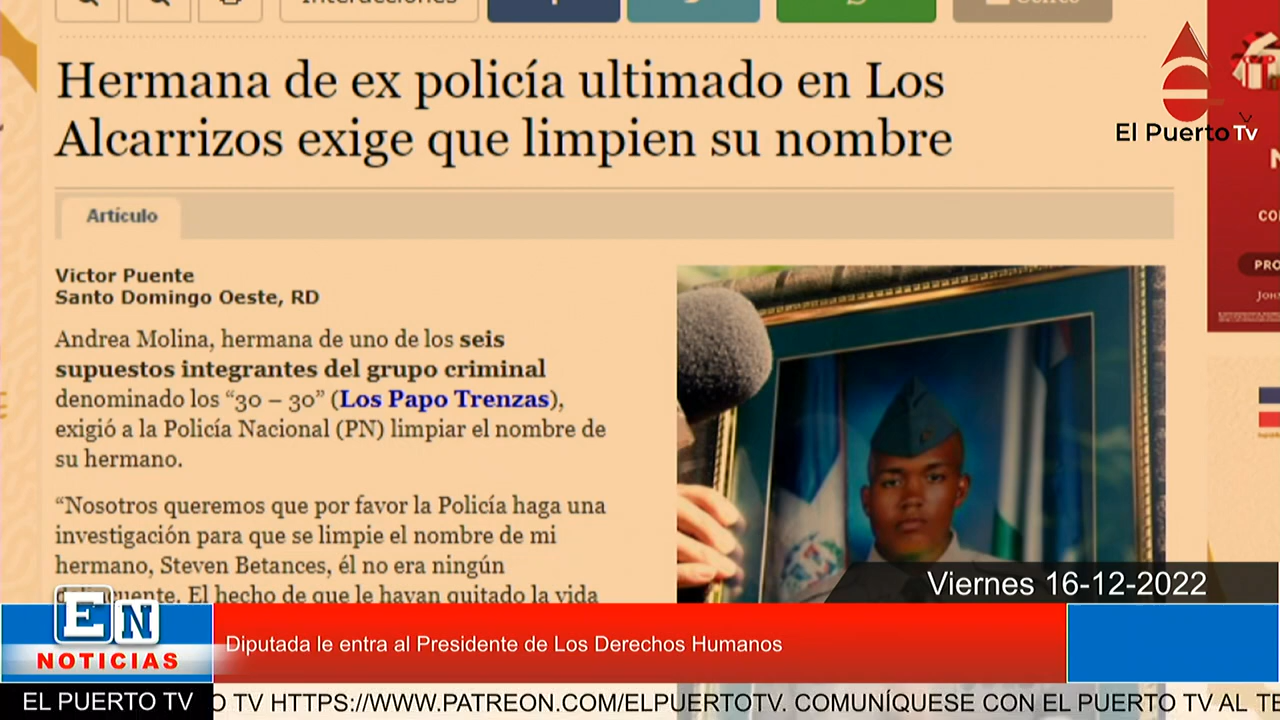 Interacciones
Correo
Hermana de ex policía ultimado en Los
Alcarrizos exige que limpien su nombre
El Puerto Tv
Artículo
Victor Puente
Santo Domingo Oeste, RD
Andrea Molina, hermana de uno de los seis
supuestos integrantes del grupo criminal
denominado los “30 – 30” (Los Papo Trenzas),
exigió a la Policía Nacional (PN) limpiar el nombre de
su hermano.
“Nosotros queremos que por favor la Policía haga una
investigación para que se limpie el nombre de mi
hermano, Steven Betances, él no era ningún
El hecho de que le hayan quitado la vida
CO
PRO
Viernes 16-12-2022
EN
NOTICIAS
Diputada le entra al Presidente de Los Derechos Humanos
EL PUERTO TV
O TV HTTPS://WWW.PATREON.COM/ELPUERTOTV. COMUNÍQUESE CON EL PUERTO TV AL TE